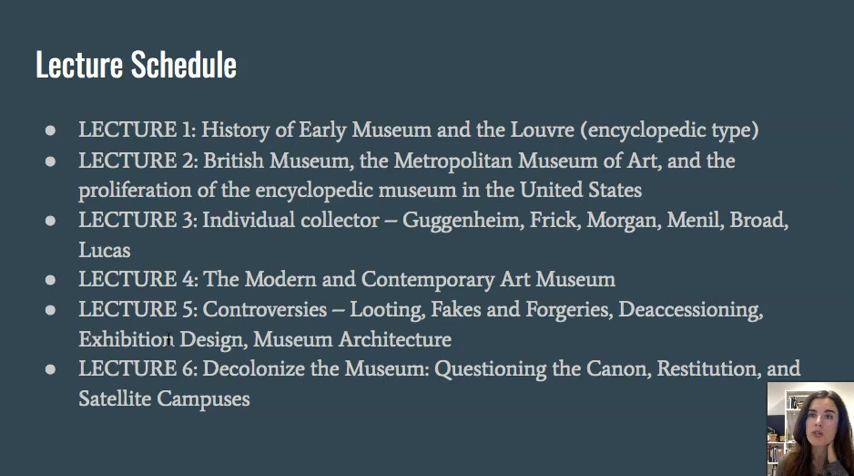 Lecture Schedule
● LECTURE 1: History of Early Museum and the Louvre (encyclopedic type)
● LECTURE 2: British Museum, the Metropolitan Museum of Art, and the
proliferation of the encyclopedic museum in the United States
● LECTURE 3: Individual collector – Guggenheim, Frick, Morgan, Menil, Broad,
Lucas
● LECTURE 4: The Modern and Contemporary Art Museum
● LECTURE 5: Controversies – Looting, Fakes and Forgeries, Deaccessioning,
Exhibition Design, Museum Architecture
● LECTURE 6: Decolonize the Museum: Questioning the Canon, Restitution, and
Satellite Campuses